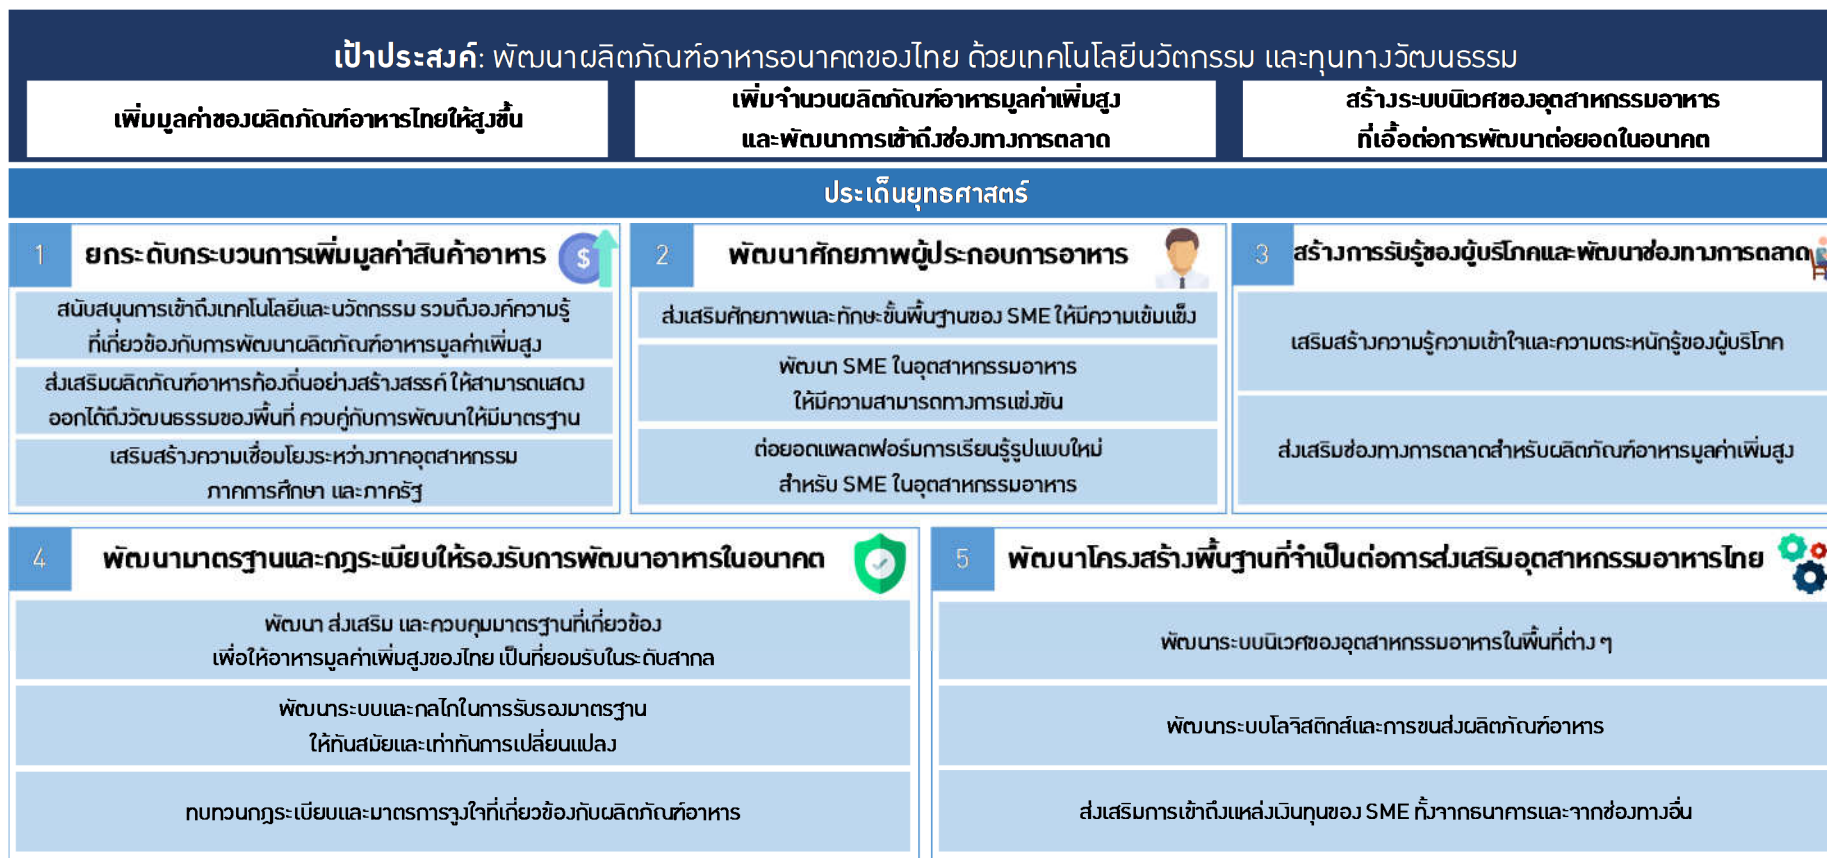 เป้าประสงค์: พัฒนาผลิตภัณฑ์อาหารอนาคตของไทย ด้วยเทคโนโลยีนวัตกรรม และทุนทางวัฒนธรรม
เพิ่มมูลค่าของผลิตภัณฑ์อาหารไทยให้สูงขึ้น
เพิ่มจำนวนผลิตภัณฑ์อาหารมูลค่าเพิ่มสูง
และพัฒนาการเข้าถึงช่องทางการตลาด
สร้างระบบนิเวศของอุตสาหกรรมอาหาร
ที่เอื้อต่อการพัฒนาต่อยอดในอนาคต
ประเด็นยุทธศาสตร์
1 ยกระดับกระบวนการเพิ่มมูลค่าสินค้าอาหาร $
สนับสนุนการเข้าถึงเทคโนโลยีและนวัตกรรม รวมถึงองค์ความรู้
ที่เกี่ยวข้องกับการพัฒนาผลิตภัณฑ์อาหารมูลค่าเพิ่มสูง
ส่งเสริมผลิตภัณฑ์อาหารท้องถิ่นอย่างสร้างสรรค์ ให้สามารถแสดง
ออกได้ถึงวัฒนธรรมของพื้นที่ ควบคู่กับการพัฒนาให้มีมาตรฐาน
เสริมสร้างความเชื่อมโยงระหว่างภาคอุตสาหกรรม
ภาคการศึกษา และภาครัฐ
2 พัฒนาศักยภาพผู้ประกอบการอาหาร
ส่งเสริมศักยภาพและทักษะขั้นพื้นฐานของ SME ให้มีความเข้มแข็ง
พัฒนา SME ในอุตสาหกรรมอาหาร
ให้มีความสามารถทางการแข่งขัน
ต่อยอดแพลตฟอร์มการเรียนรู้รูปแบบใหม่
สำหรับ SME ในอุตสาหกรรมอาหาร
3 สร้างการรับรู้ของผู้บริโภคและพัฒนาช่องทางการตลาด
เสริมสร้างความรู้ความเข้าใจและความตระหนักรู้ของผู้บริโภค
ส่งเสริมช่องทางการตลาดสำหรับผลิตภัณฑ์อาหารมูลค่าเพิ่มสูง
4 พัฒนามาตรฐานและกฎระเบียบให้รองรับการพัฒนาอาหารในอนาคต
พัฒนา ส่งเสริม และควบคุมมาตรฐานที่เกี่ยวข้อง
เพื่อให้อาหารมูลค่าเพิ่มสูงของไทย เป็นที่ยอมรับในระดับสากล
พัฒนาระบบและกลไกในการรับรองมาตรฐาน
ให้ทันสมัยและเท่าทันการเปลี่ยนแปลง
ทบทวนกฎระเบียบและมาตรการจูงใจที่เกี่ยวข้องกับผลิตภัณฑ์อาหาร
5 พัฒนาโครงสร้างพื้นฐานที่จำเป็นต่อการส่งเสริมอุตสาหกรรมอาหารไทย
พัฒนาระบบนิเวศของอุตสาหกรรมอาหารในพื้นที่ต่าง ๆ
พัฒนาระบบโลจิสติกส์และการขนส่งผลิตภัณฑ์อาหาร
ส่งเสริมการเข้าถึงแหล่งเงินทุนของ SME ทั้งจากธนาคารและจากช่องทางอื่น